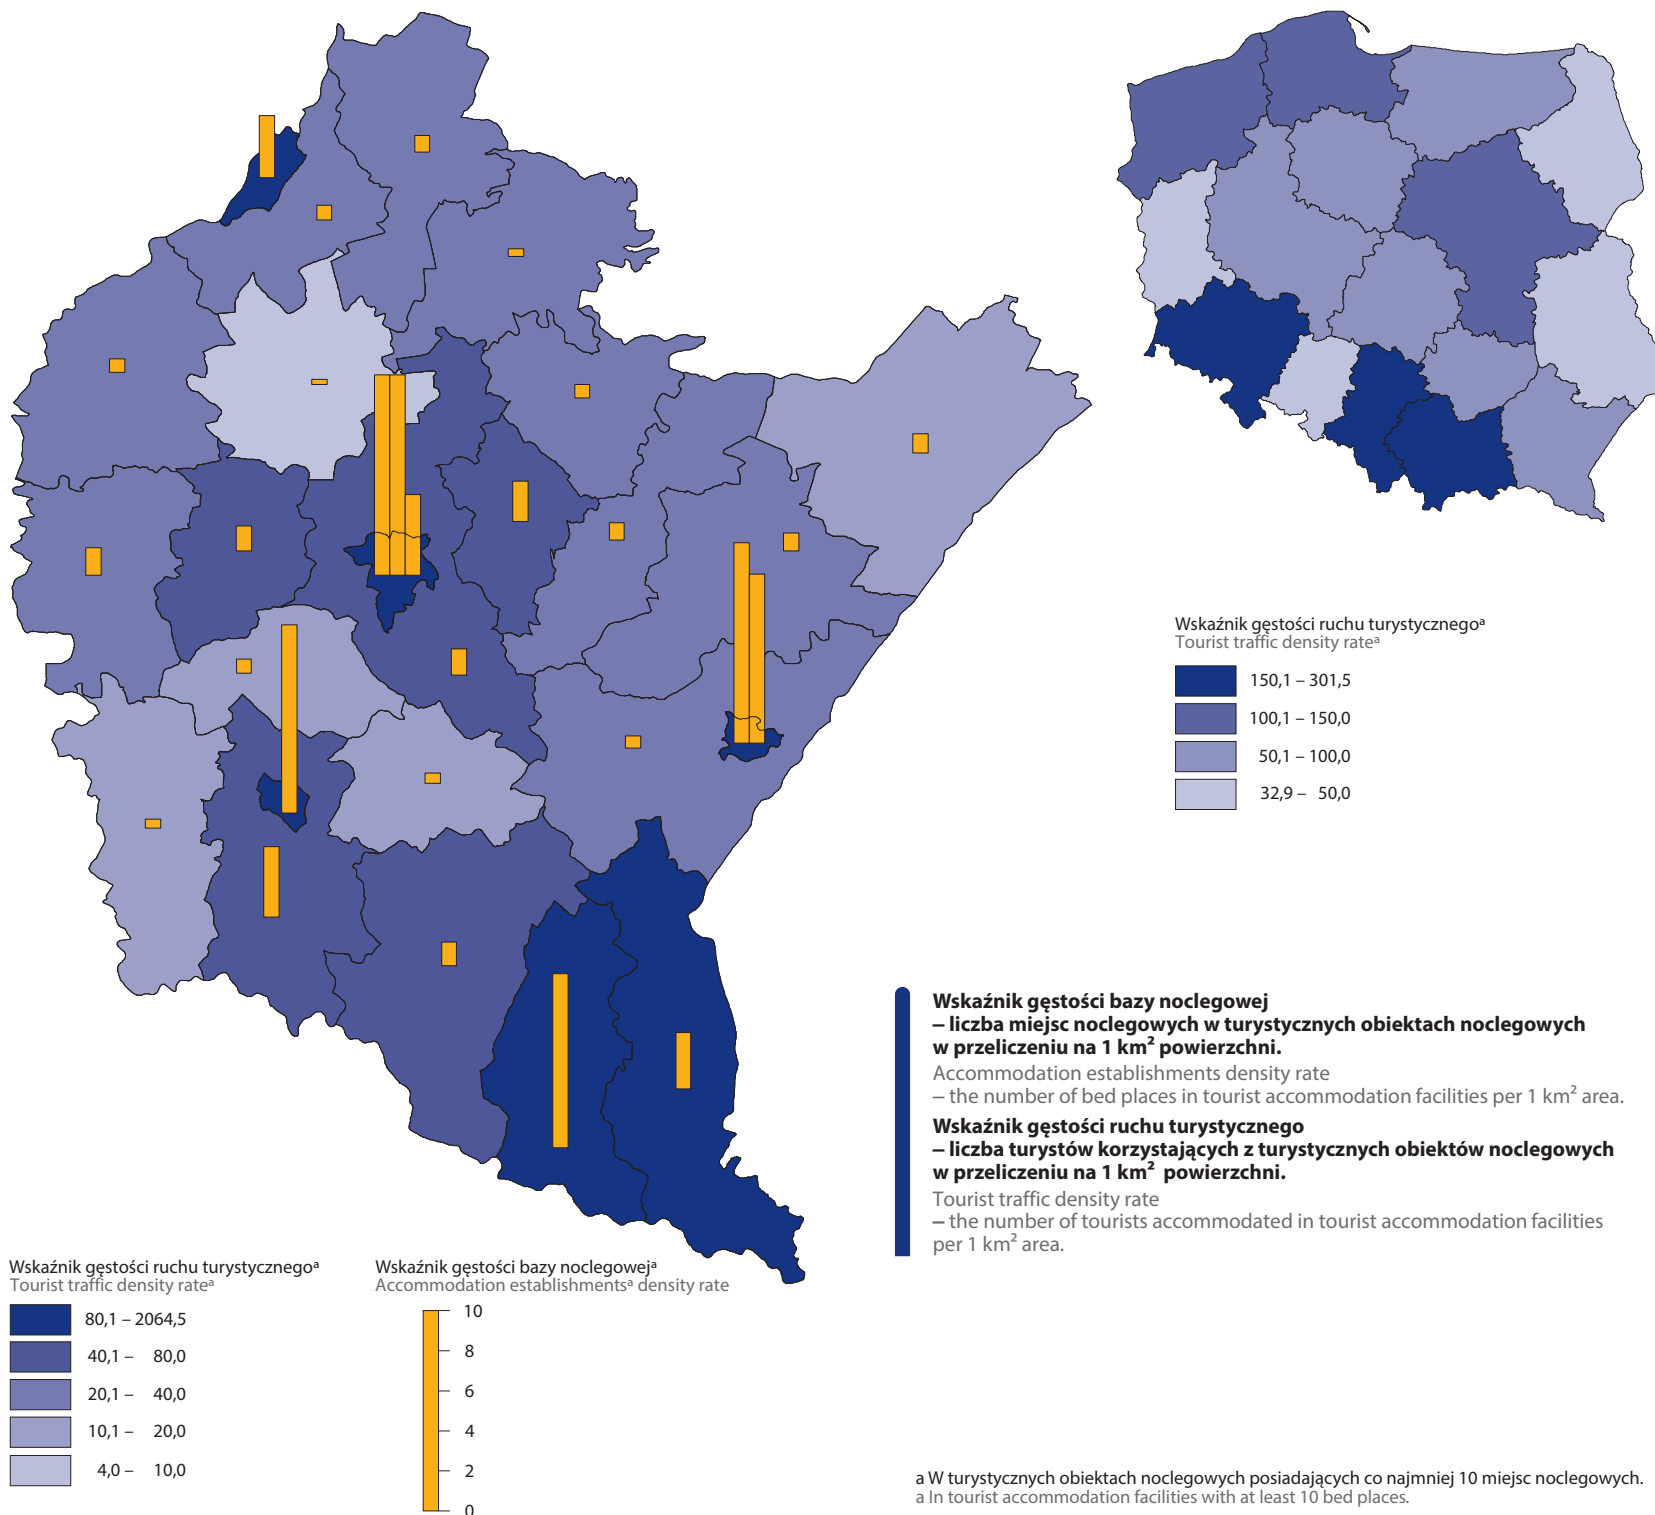 Wskaźnik gęstości ruchu turystycznegoᵃ
Tourist traffic density rateᵃ
150,1 – 301,5
100,1 – 150,0
50,1 – 100,0
32,9 – 50,0
Wskaźnik gęstości bazy noclegowej
– liczba miejsc noclegowych w turystycznych obiektach noclegowych
w przeliczeniu na 1 km² powierzchni.
Accommodation establishments density rate
– the number of bed places in tourist accommodation facilities per 1 km² area.
Wskaźnik gęstości ruchu turystycznego
– liczba turystów korzystających z turystycznych obiektów noclegowych
w przeliczeniu na 1 km² powierzchni.
Tourist traffic density rate
– the number of tourists accommodated in tourist accommodation facilities
per 1 km² area.
Wskaźnik gęstości ruchu turystycznegoᵃ
Tourist traffic density rateᵃ
80,1 – 2064,5
40,1 – 80,0
20,1 – 40,0
10,1 – 20,0
4,0 – 10,0
Wskaźnik gęstości bazy noclegowejᵃ
Accommodation establishmentsᵃ density rate
10
8
6
4
2
0
a W turystycznych obiektach noclegowych posiadających co najmniej 10 miejsc noclegowych.
a In tourist accommodation facilities with at least 10 bed places.